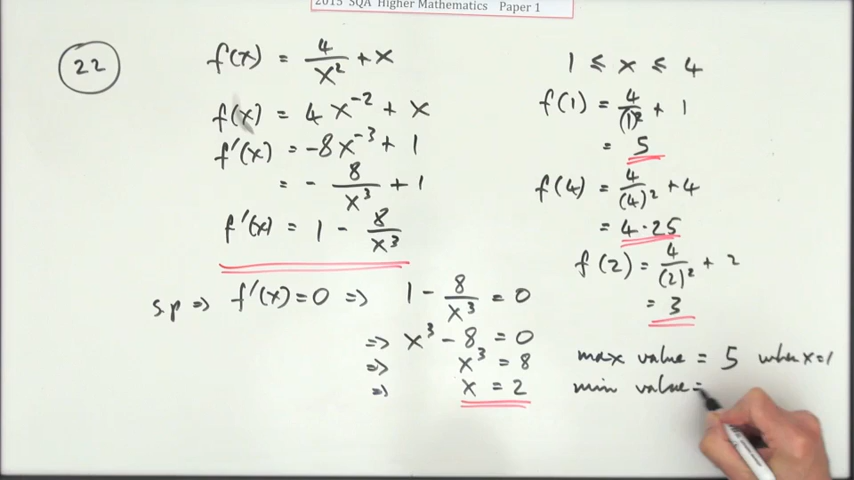 2015 SQA Higher Mathematics Paper 1
22
f(x) = 4/x² + x
f(x) = 4x⁻² + x
f'(x) = -8x⁻³ + 1
= - 8/x³ + 1
f'(x) = 1 - 8/x³
s.p => f'(x) = 0 => 1 - 8/x³ = 0
=> x³ - 8 = 0
=> x³ = 8
=> x = 2
1 ≤ x ≤ 4
f(1) = 4/(1)² + 1
= 5
f(4) = 4/(4)² + 4
= 4.25
f(2) = 4/(2)² + 2
= 3
max value = 5 when x=1
min value =